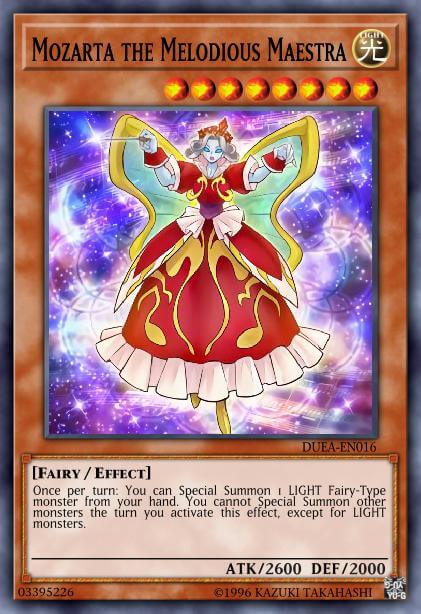 MOZARTA THE MELODIOUS MAESTRA
LIGHT
光
DUEA-EN016
[FAIRY / EFFECT]
Once per turn: You can Special Summon 1 LIGHT Fairy-Type
monster from your hand. You cannot Special Summon other
monsters the turn you activate this effect, except for LIGHT
monsters.
ATK/2600 DEF/2000
03395226
©1996 KAZUKI TAKAHASHI